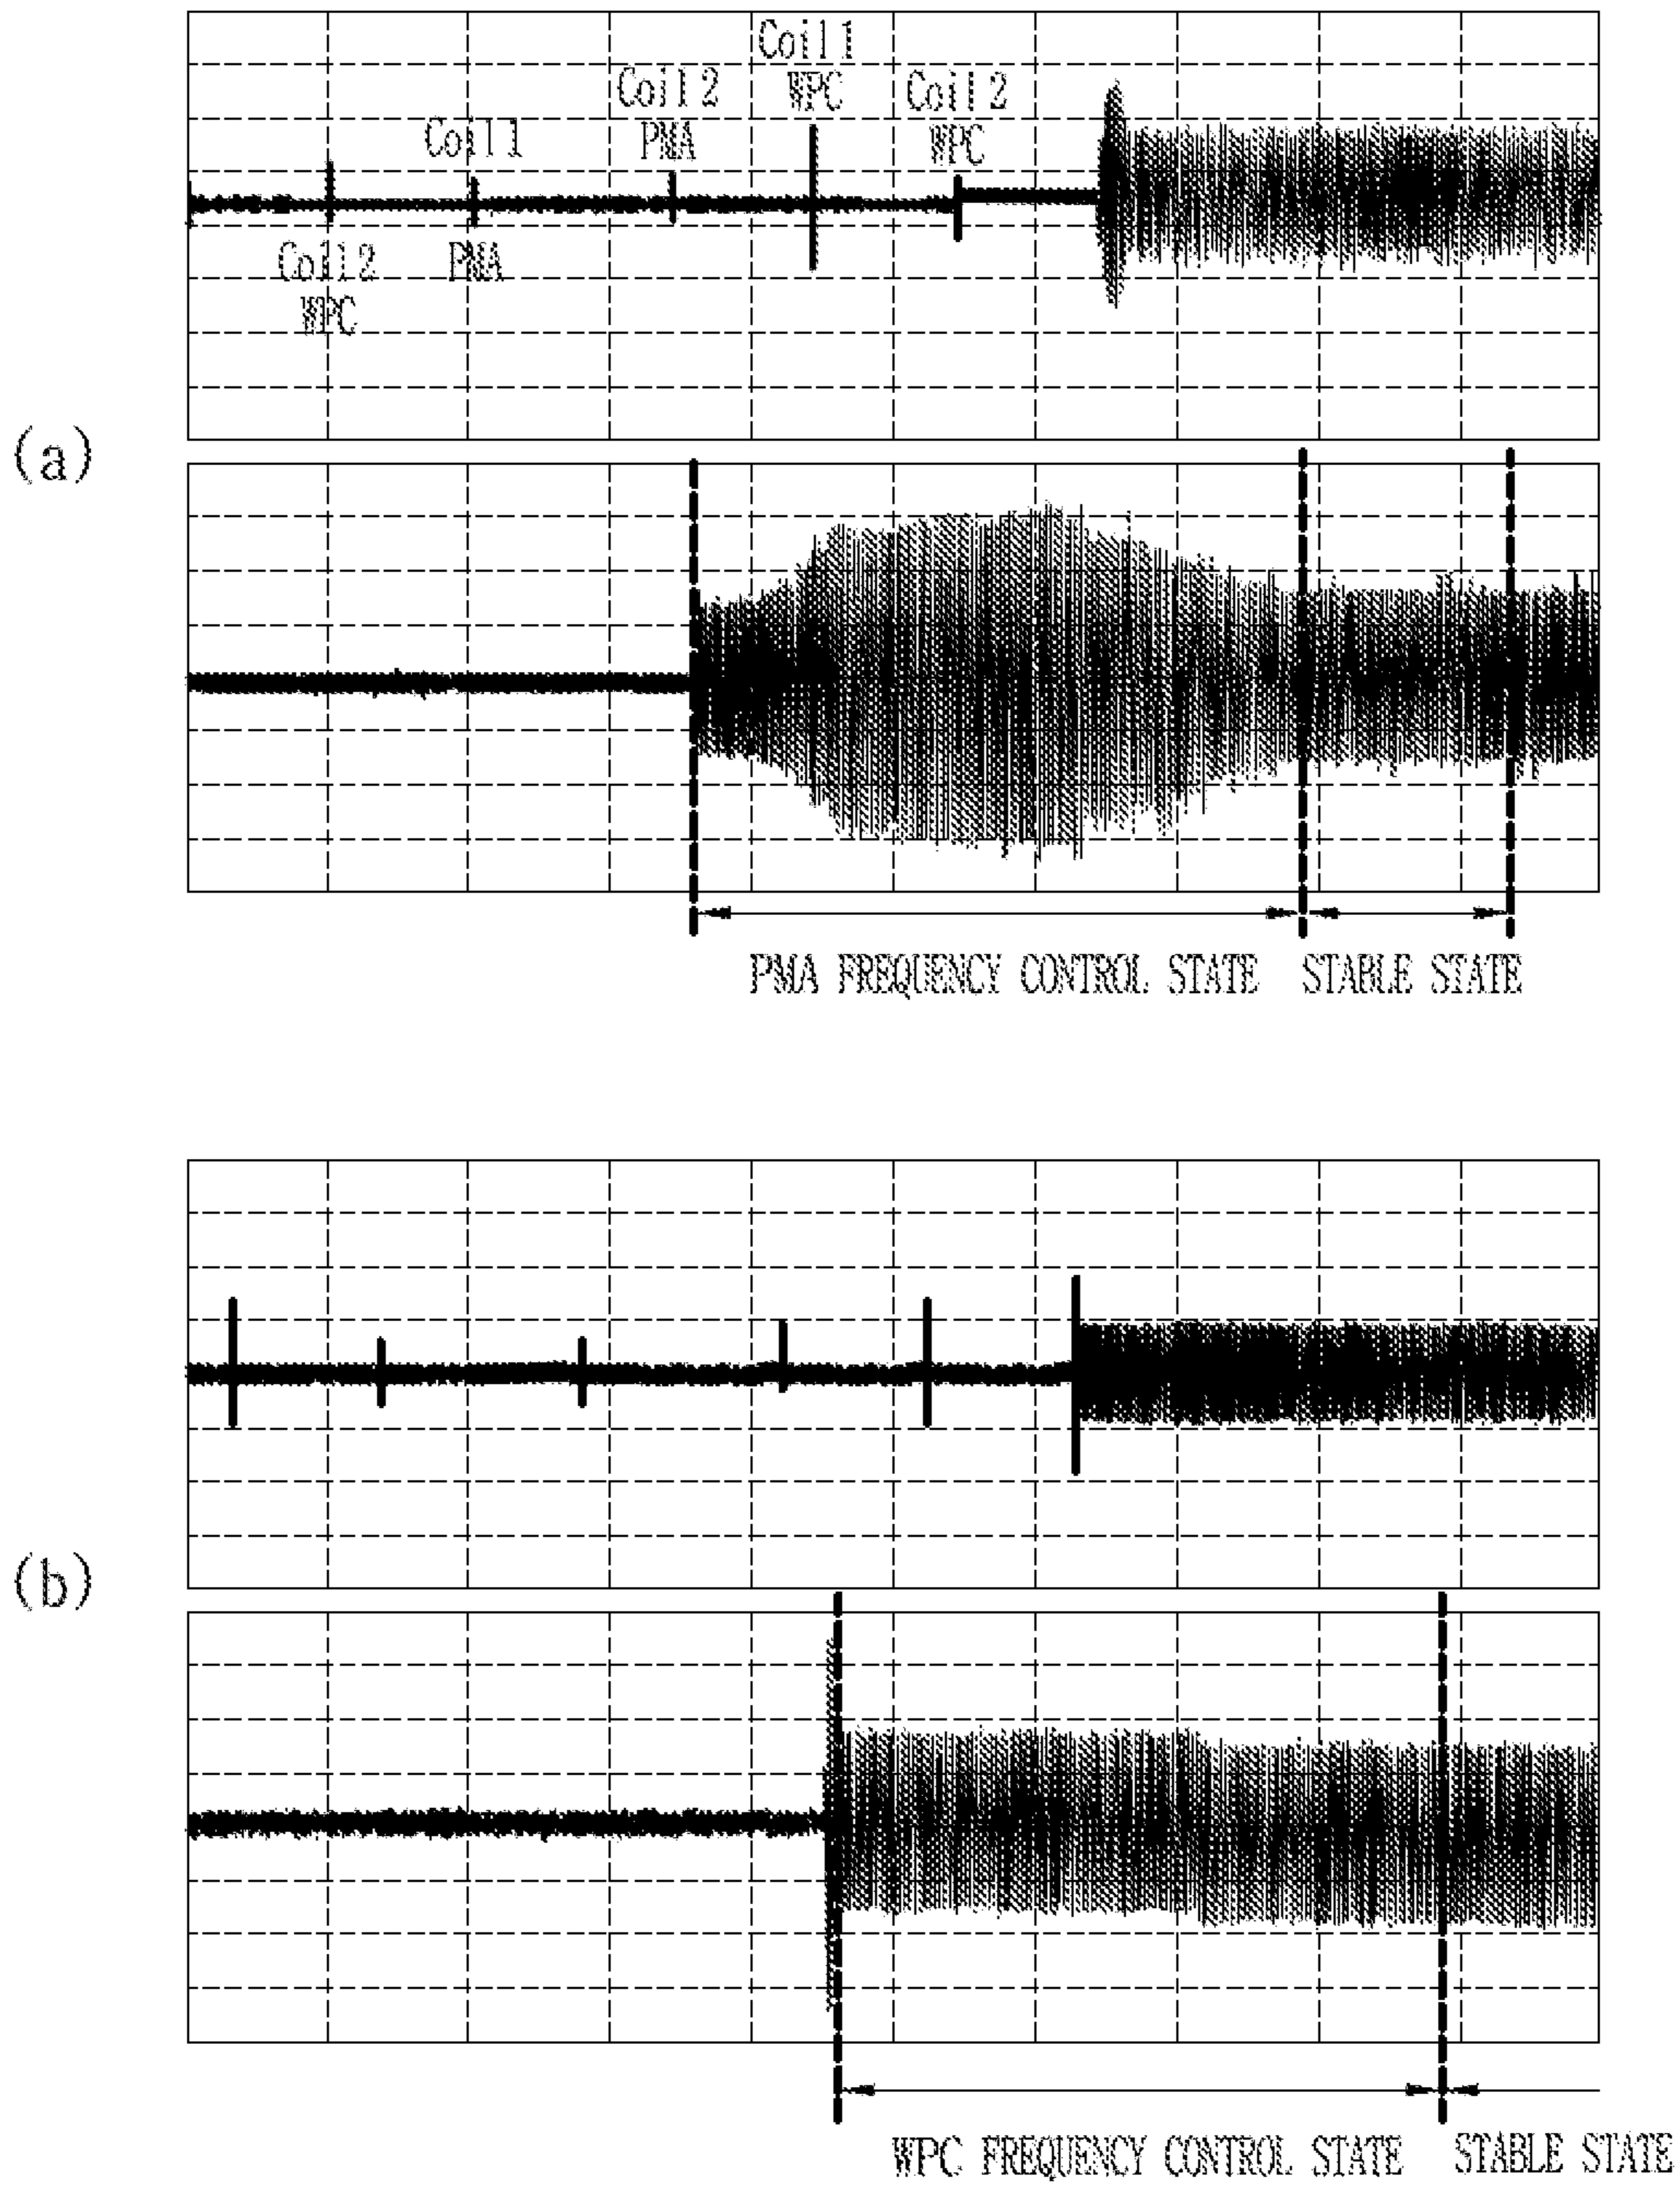 Coil1
WPC
Coil2
PMA
Coil2
WPC
Coil1
PMA
Coil2
WPC
(a)
PMA FREQUENCY CONTROL STATE
STABLE STATE
(b)
WPC FREQUENCY CONTROL STATE
STABLE STATE